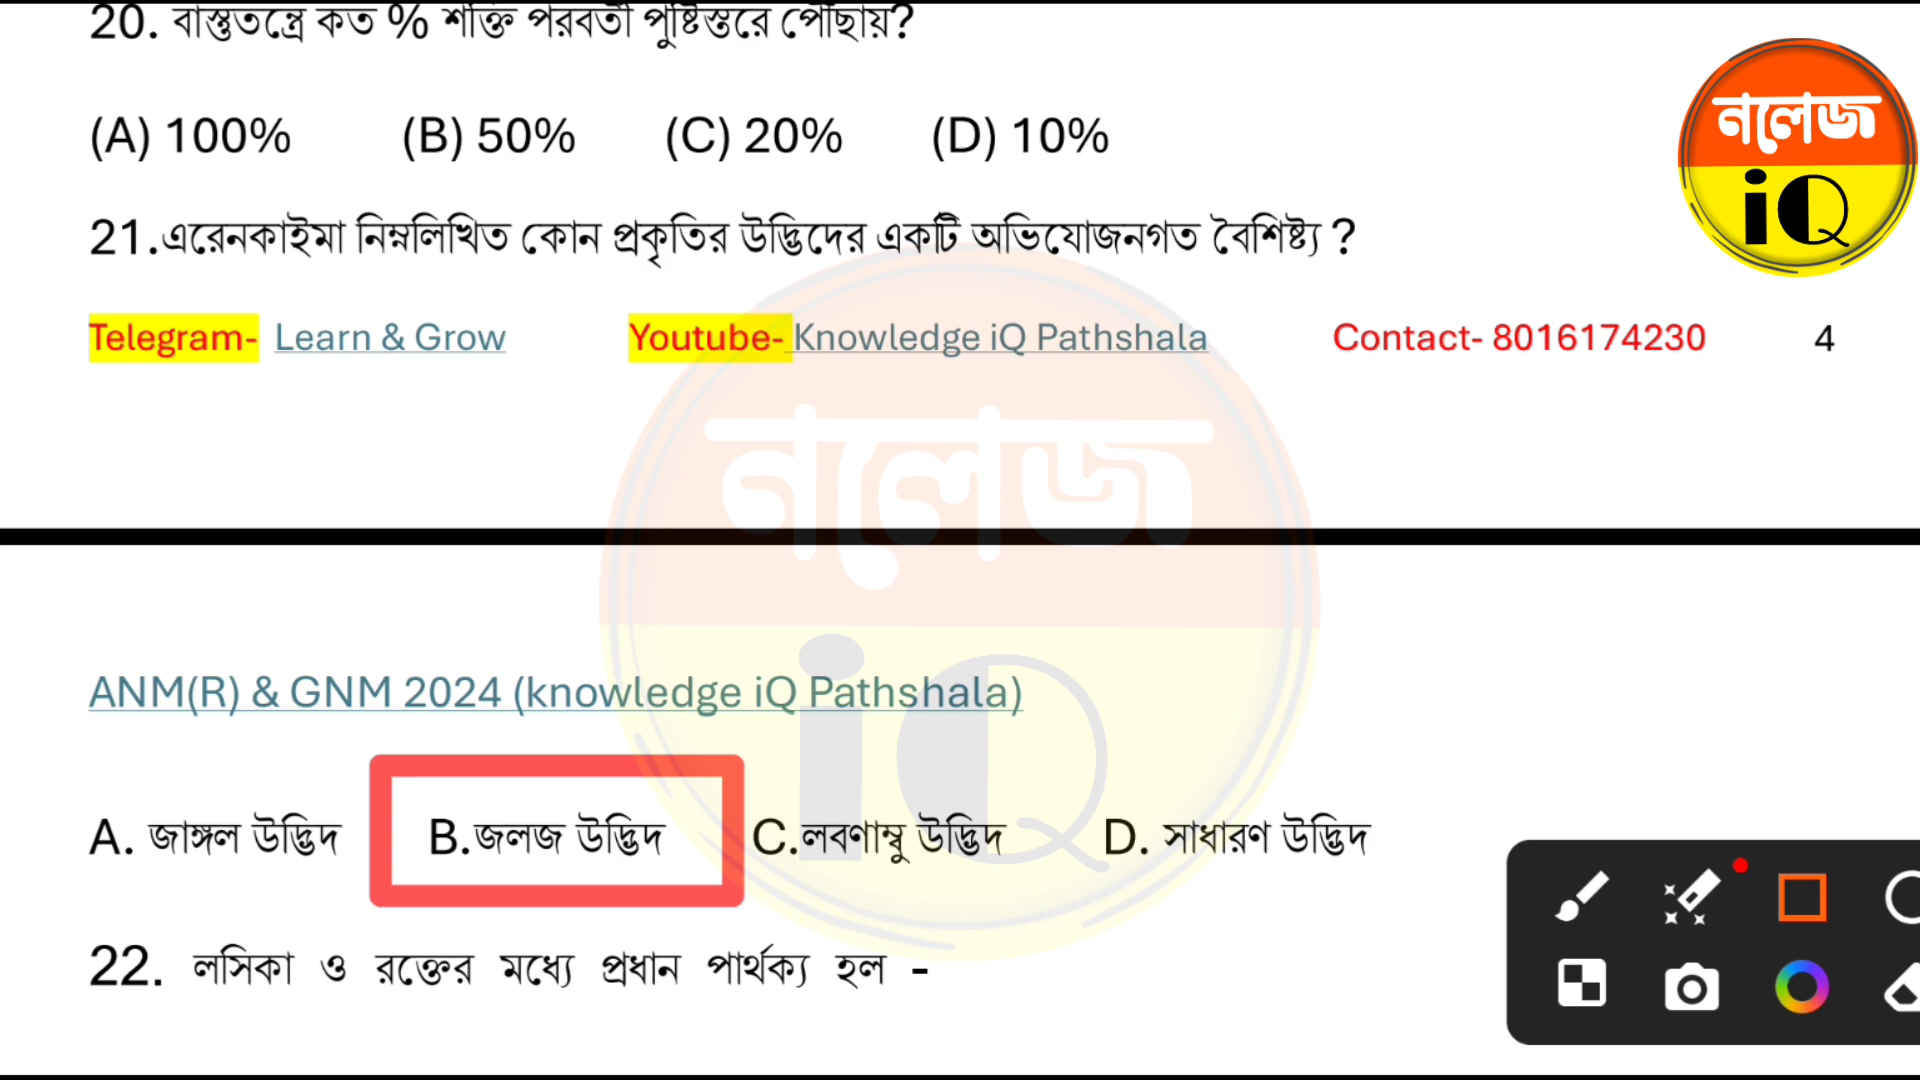 20. বাস্তুতন্ত্রে কত % শক্তি পরবর্তী পুষ্টিস্তরে পৌঁছায়?
(A) 100% (B) 50% (C) 20% (D) 10%
নলেজ
iQ
21.এরেনকাইমা নিম্নলিখিত কোন প্রকৃতির উদ্ভিদের একটি অভিযোজনগত বৈশিষ্ট্য ?
Telegram- Learn & Grow Youtube- Knowledge iQ Pathshala Contact- 8016174230 4
নলেজ
iQ
ANM(R) & GNM 2024 (knowledge iQ Pathshala)
A. জাঙ্গল উদ্ভিদ B.জলজ উদ্ভিদ C.লবণাম্বু উদ্ভিদ D. সাধারণ উদ্ভিদ
22. লসিকা ও রক্তের মধ্যে প্রধান পার্থক্য হল -